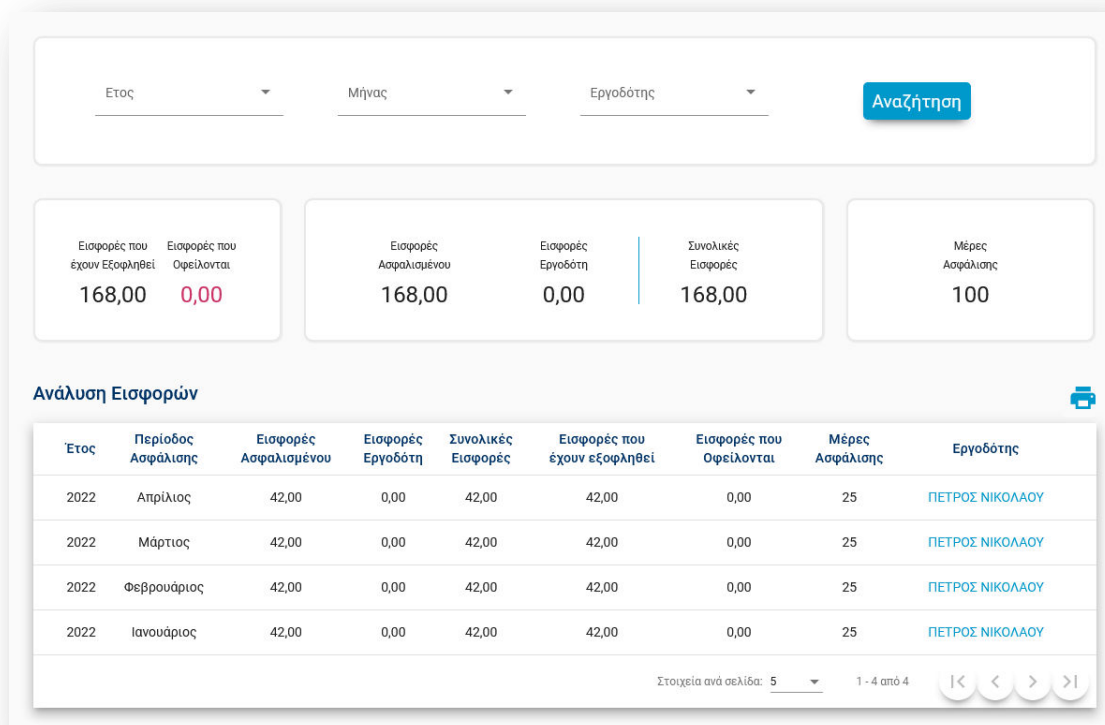 Ετος Μήνας Εργοδότης Αναζήτηση
Εισφορές που Εισφορές που Εισφορές Εισφορές Συνολικές Μέρες
έχουν Εξοφληθεί Οφείλονται Ασφαλισμένου Εργοδότη Εισφορές Ασφάλισης
168,00 0,00 168,00 0,00 168,00 100
Ανάλυση Εισφορών
Έτος Περίοδος Ασφάλισης Εισφορές Ασφαλισμένου Εισφορές Εργοδότη Συνολικές Εισφορές Εισφορές που έχουν εξοφληθεί Εισφορές που Οφείλονται Μέρες Ασφάλισης Εργοδότης
2022 Απρίλιος 42,00 0,00 42,00 42,00 0,00 25 ΠΕΤΡΟΣ ΝΙΚΟΛΑΟΥ
2022 Μάρτιος 42,00 0,00 42,00 42,00 0,00 25 ΠΕΤΡΟΣ ΝΙΚΟΛΑΟΥ
2022 Φεβρουάριος 42,00 0,00 42,00 42,00 0,00 25 ΠΕΤΡΟΣ ΝΙΚΟΛΑΟΥ
2022 Ιανουάριος 42,00 0,00 42,00 42,00 0,00 25 ΠΕΤΡΟΣ ΝΙΚΟΛΑΟΥ
Στοιχεία ανά σελίδα: 5 1 - 4 από 4